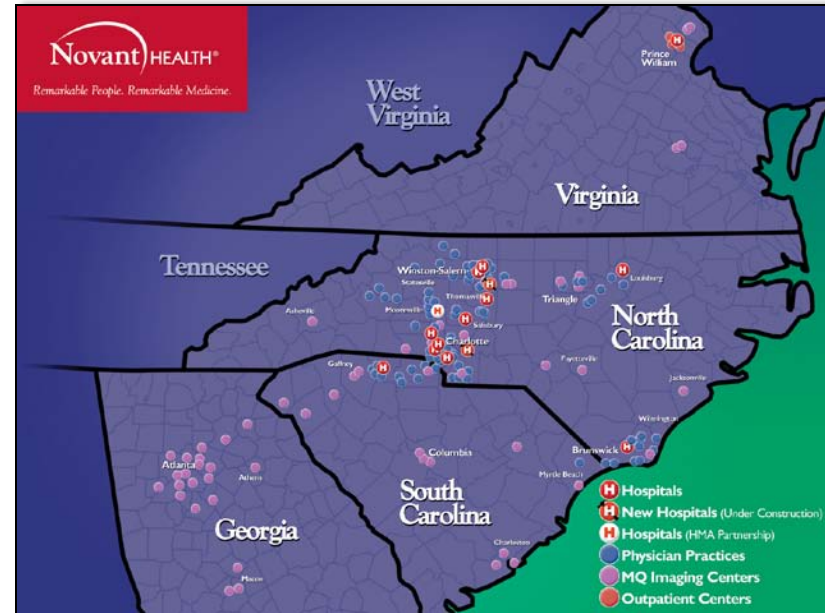 Novant HEALTH®
Remarkable People. Remarkable Medicine.
Prince
William
West
Virginia
Virginia
Tennessee
Winston-Salem
Statesville
Thomasville
Mooresville
Salisbury
Asheville
Charlotte
Triangle
Louisburg
North
Carolina
Gaffney
Fayetteville
Jacksonville
Wilmington
Brunswick
Myrtle Beach
Columbia
South
Carolina
Charleston
Atlanta
Athens
Georgia
Macon
H Hospitals
H New Hospitals (Under Construction)
H Hospitals (HMA Partnership)
Physician Practices
MQ Imaging Centers
Outpatient Centers